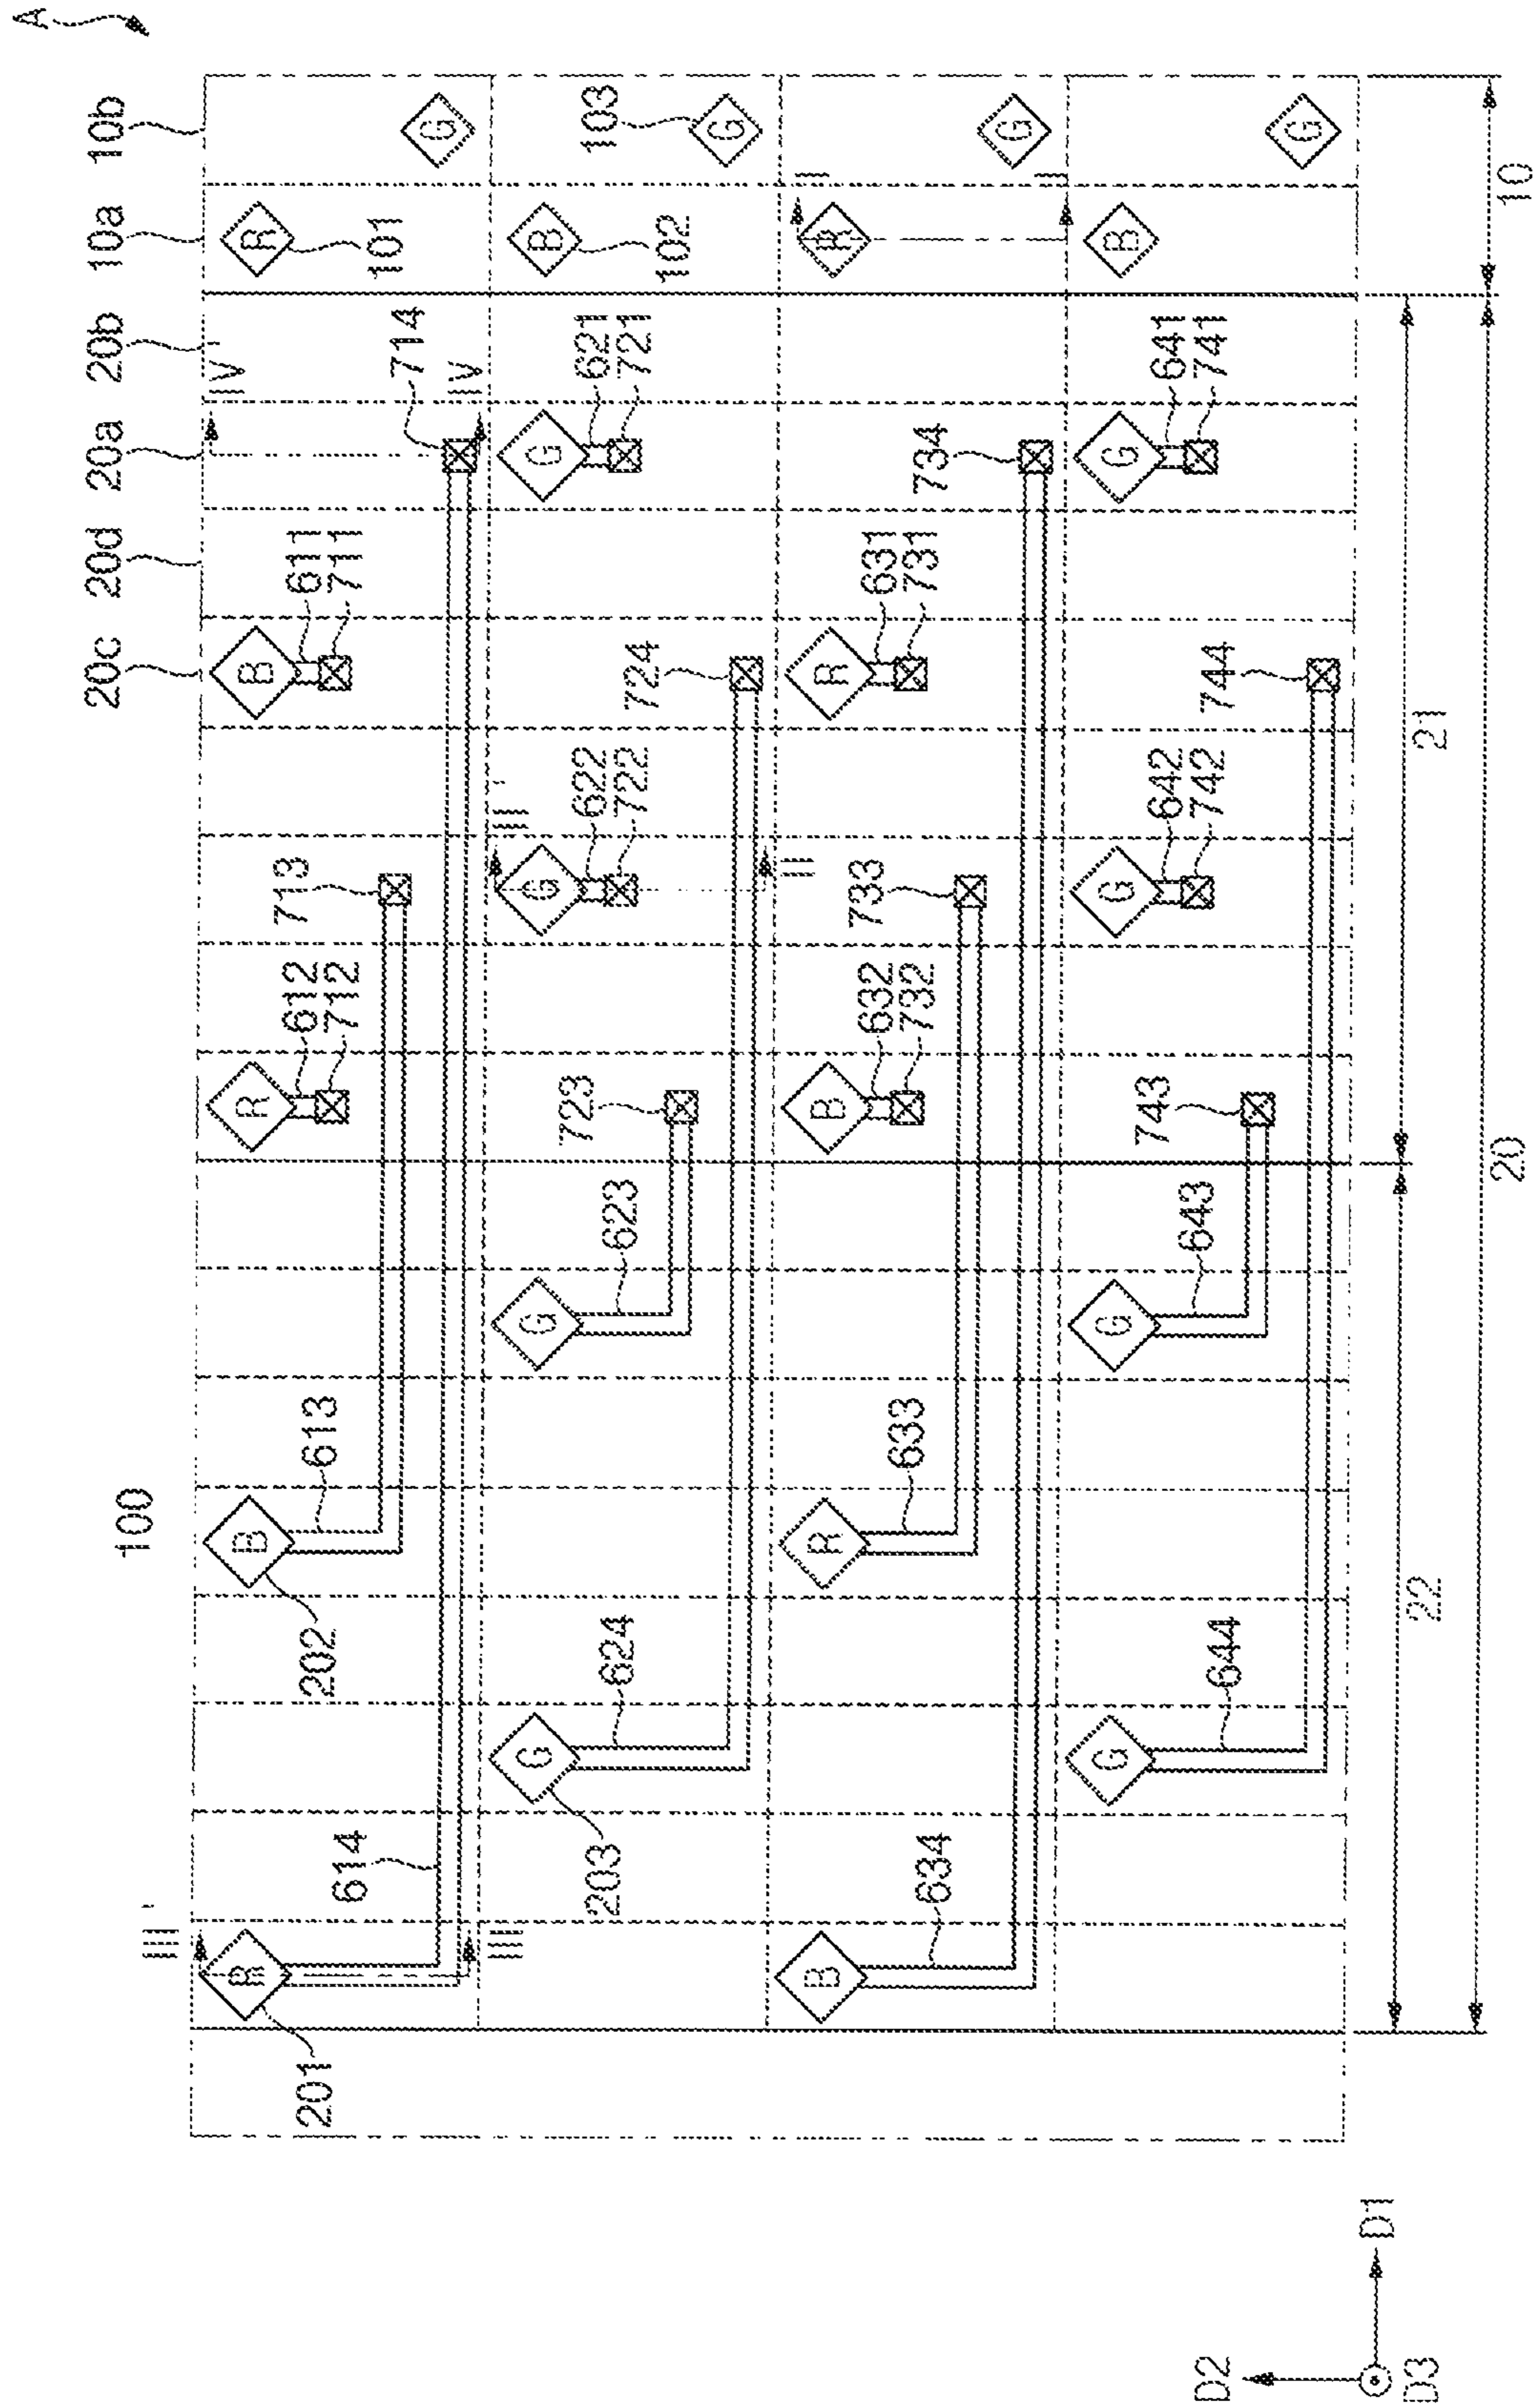 A
20c 20d 20a 20b 10a 10b
100
III'
IV'
R B R B R
201 202 612 713 611 714 101
614 613 712 711 IV G
III
II'
G G G G B
203 624 623 723 622 724 621 103
722 721 102 G
II
I'
B R B R R
634 633 632 733 631 734
732 731 G
I
G G G G B
644 643 743 642 744 641
742 741 G
D2
D1
D3
22 21
20 10